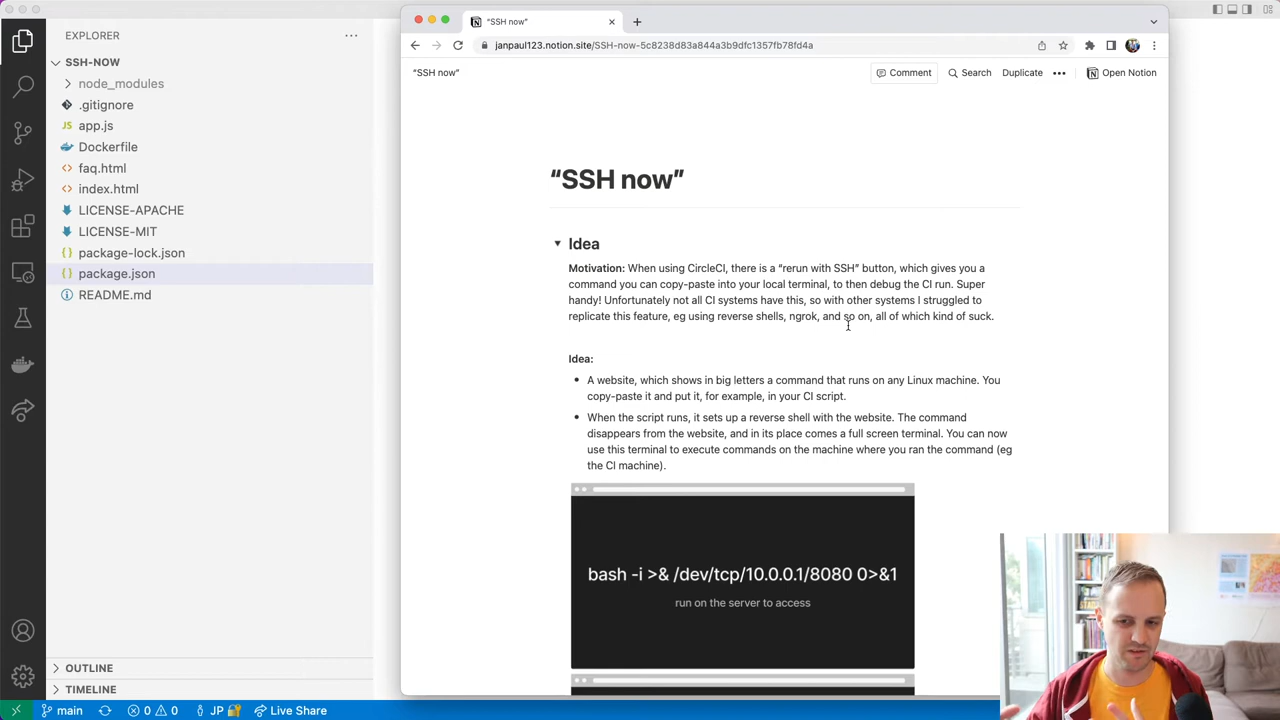 EXPLORER
SSH-NOW
node_modules
.gitignore
JS app.js
Dockerfile
<> faq.html
<> index.html
LICENSE-APACHE
LICENSE-MIT
{} package-lock.json
{} package.json
README.md
OUTLINE
TIMELINE
main
0 0
JP
Live Share
“SSH now”
janpaul123.notion.site/SSH-now-5c8238d83a844a3b9dfc1357fb78fd4a
“SSH now”
Comment
Search
Duplicate
Open Notion
“SSH now”
Idea
Motivation: When using CircleCI, there is a “rerun with SSH” button, which gives you a
command you can copy-paste into your local terminal, to then debug the CI run. Super
handy! Unfortunately not all CI systems have this, so with other systems I struggled to
replicate this feature, eg using reverse shells, ngrok, and so on, all of which kind of suck.
Idea:
• A website, which shows in big letters a command that runs on any Linux machine. You
copy-paste it and put it, for example, in your CI script.
• When the script runs, it sets up a reverse shell with the website. The command
disappears from the website, and in its place comes a full screen terminal. You can now
use this terminal to execute commands on the machine where you ran the command (eg
the CI machine).
bash -i >& /dev/tcp/10.0.0.1/8080 0>&1
run on the server to access